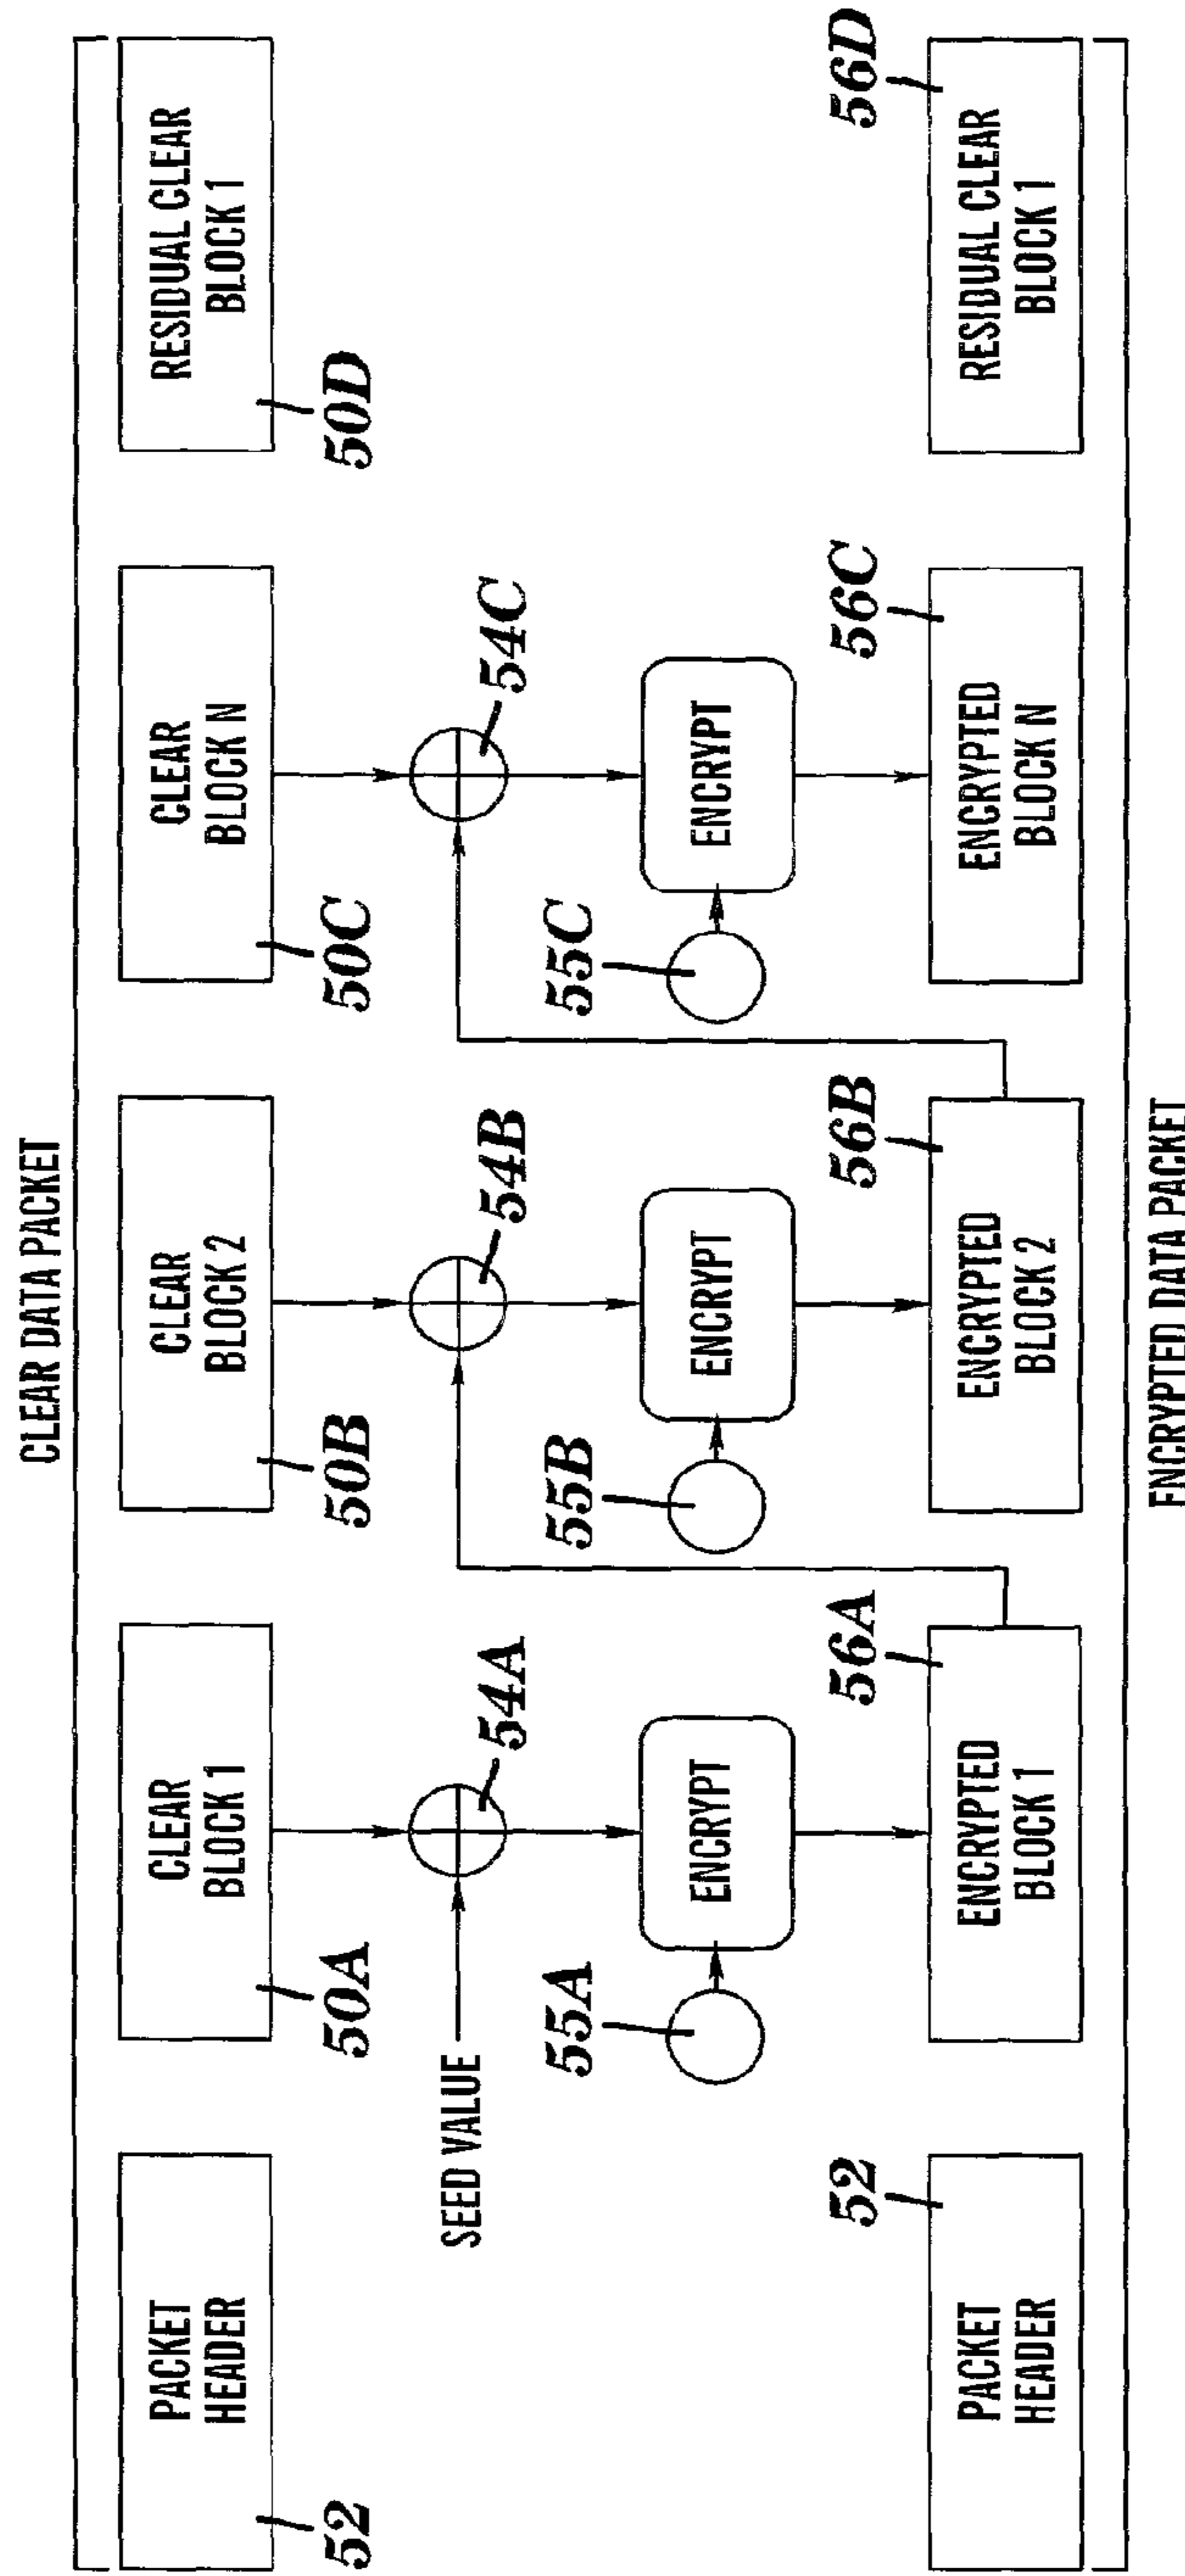 CLEAR DATA PACKET
PACKET
HEADER
52
CLEAR
BLOCK 1
50A
CLEAR
BLOCK 2
50B
CLEAR
BLOCK N
50C
RESIDUAL CLEAR
BLOCK 1
50D
SEED VALUE
54A
54B
54C
55A
ENCRYPT
55B
ENCRYPT
55C
ENCRYPT
52
PACKET
HEADER
56A
ENCRYPTED
BLOCK 1
56B
ENCRYPTED
BLOCK 2
56C
ENCRYPTED
BLOCK N
56D
RESIDUAL CLEAR
BLOCK 1
ENCRYPTED DATA PACKET